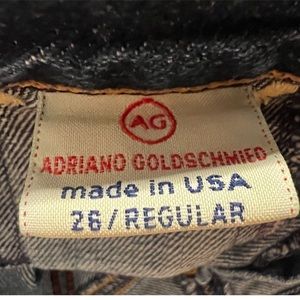 AG
ADRIANO GOLDSCHMIED
made in USA
26/REGULAR